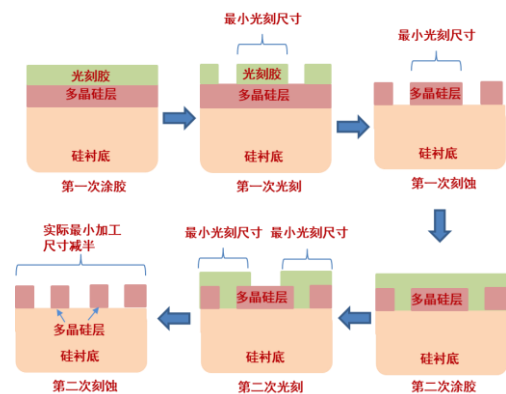 最小光刻尺寸
光刻胶
多晶硅层
硅衬底
第一次涂胶
光刻胶
多晶硅层
硅衬底
第一次光刻
最小光刻尺寸
多晶硅层
硅衬底
第一次刻蚀
实际最小加工
尺寸减半
多晶硅层
硅衬底
第二次刻蚀
最小光刻尺寸 最小光刻尺寸
多晶硅层
硅衬底
第二次光刻
多晶硅层
硅衬底
第二次涂胶